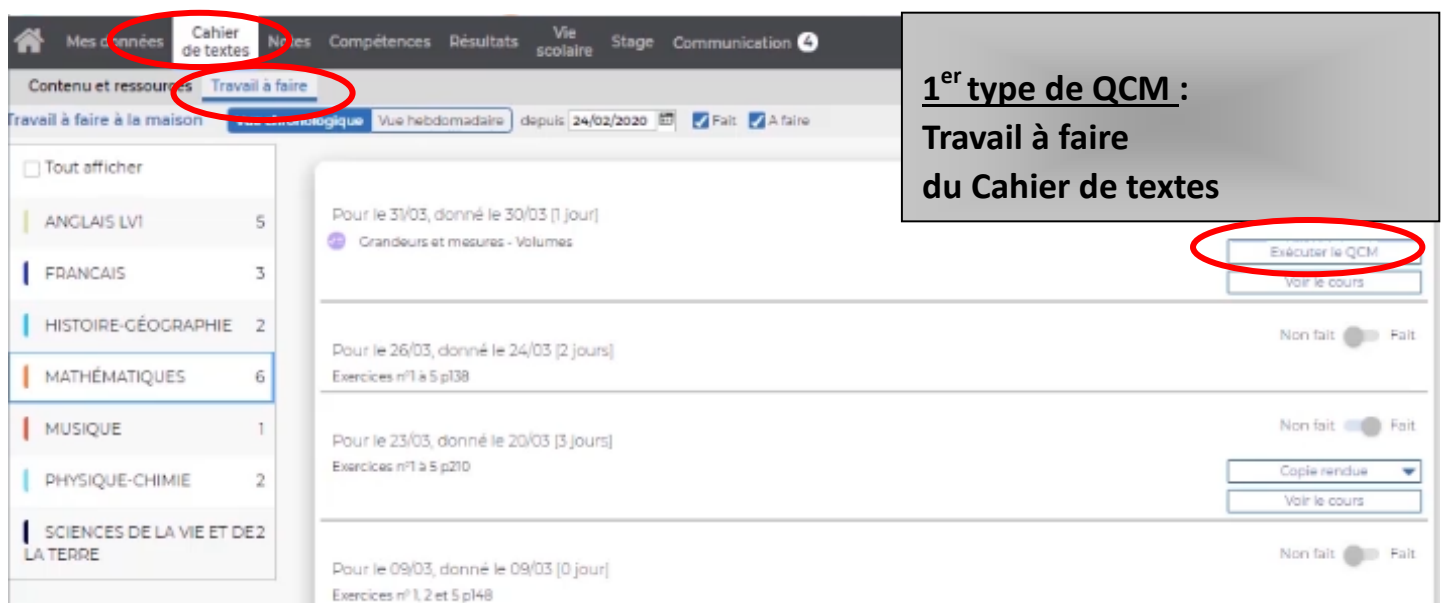 Mes données Cahier de textes Notes Compétences Résultats Vie scolaire Stage Communication 4
Contenu et ressources Travail à faire
Travail à faire à la maison Vue chronologique Vue hebdomadaire depuis 24/02/2020 Fait A faire
1er type de QCM :
Travail à faire
du Cahier de textes
Tout afficher
ANGLAIS LV1 5
FRANCAIS 3
HISTOIRE-GÉOGRAPHIE 2
MATHÉMATIQUES 6
MUSIQUE 1
PHYSIQUE-CHIMIE 2
SCIENCES DE LA VIE ET DE 2
LA TERRE
Pour le 31/03, donné le 30/03 [1 jour]
Grandeurs et mesures - Volumes
Exécuter le QCM
Voir le cours
Pour le 26/03, donné le 24/03 [2 jours]
Non fait Fait
Exercices n°1 à 5 p138
Pour le 23/03, donné le 20/03 [3 jours]
Non fait Fait
Exercices n°1 à 5 p210
Copie rendue
Voir le cours
Pour le 09/03, donné le 09/03 [0 jour]
Non fait Fait
Exercices n° 1, 2 et 5 p148